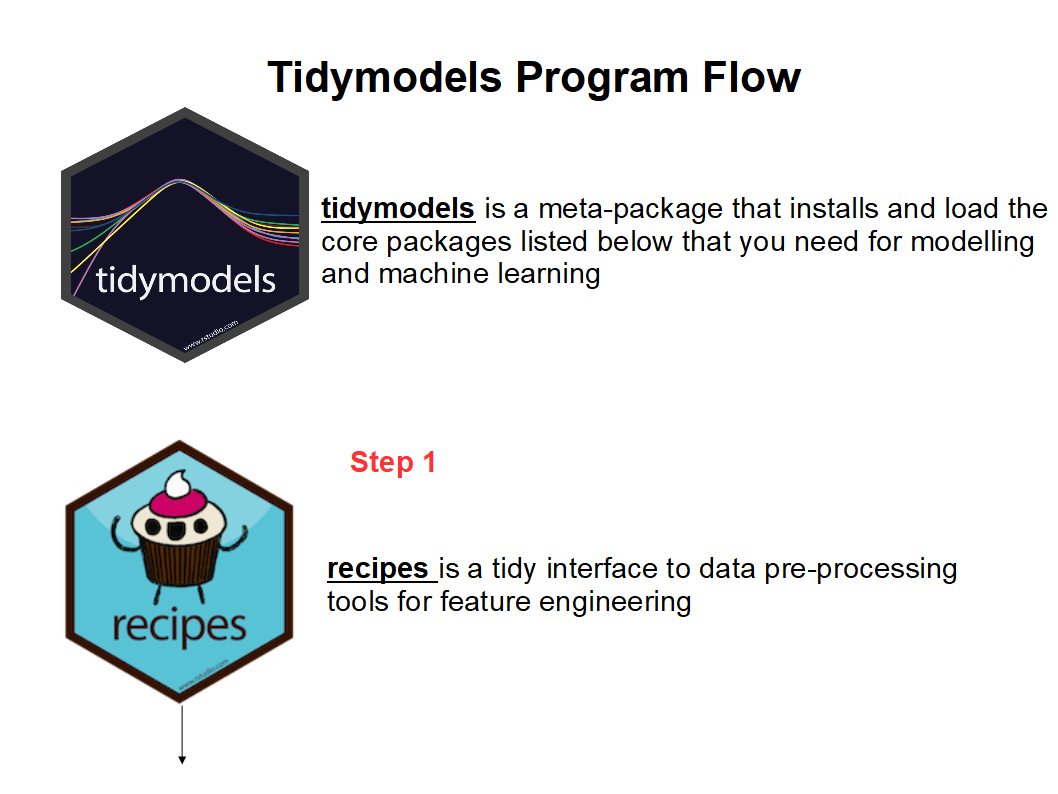 Tidymodels Program Flow
tidymodels is a meta-package that installs and load the
core packages listed below that you need for modelling
and machine learning
tidymodels
www.rstudio.com
Step 1
recipes is a tidy interface to data pre-processing
tools for feature engineering
recipes
www.rstudio.com